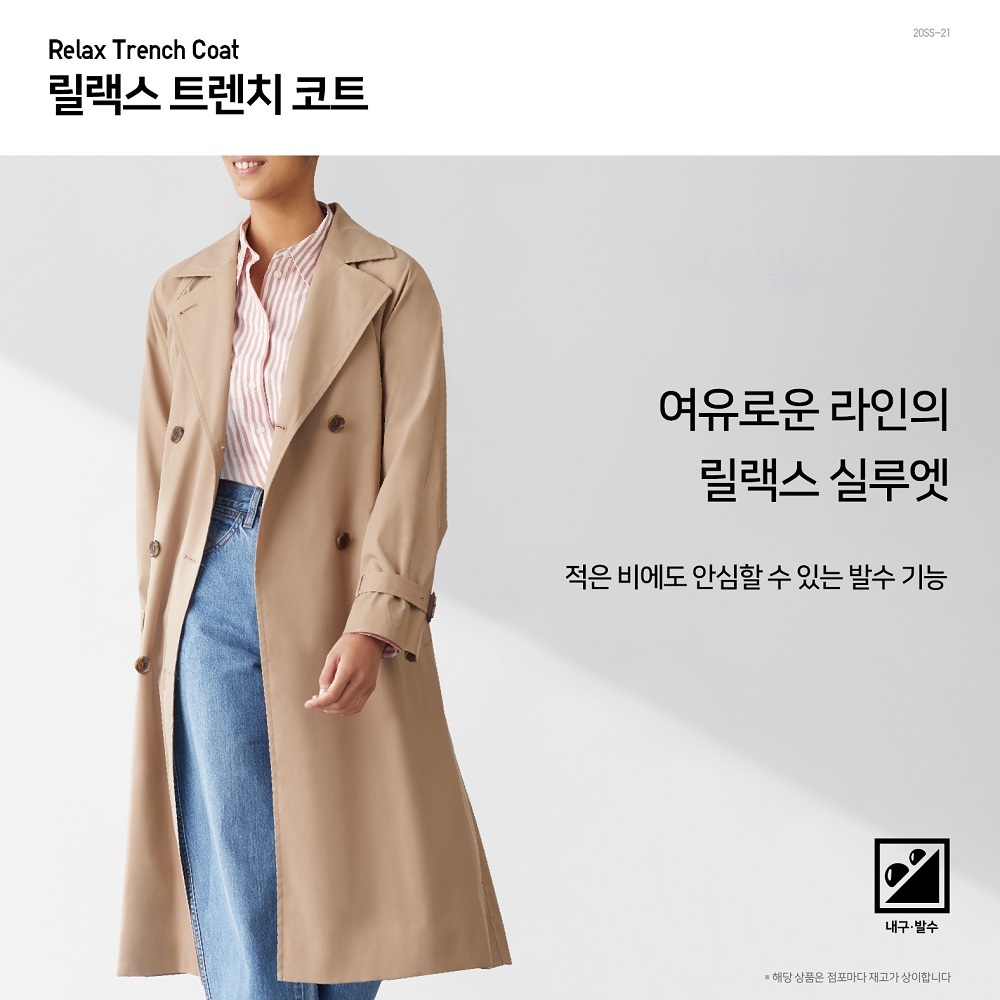 Relax Trench Coat
20SS-21
릴랙스 트렌치 코트
여유로운 라인의
릴랙스 실루엣
적은 비에도 안심할 수 있는 발수 기능
내구·발수
※ 해당 상품은 점포마다 재고가 상이합니다